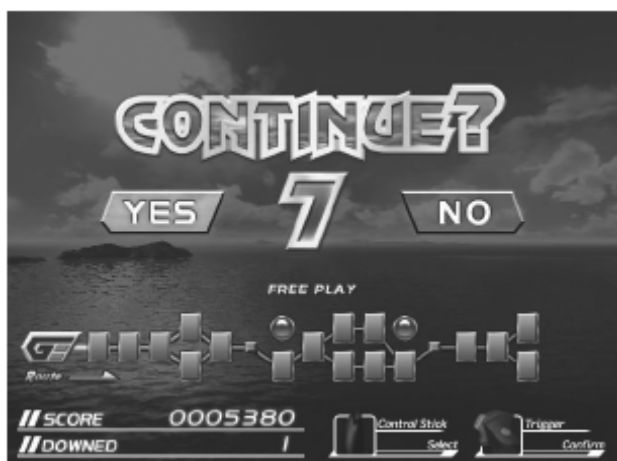 CONTINUE?
YES 7 NO
FREE PLAY
Route
// SCORE 0005380
// DOWNED 1
Control Stick
Select
Trigger
Confirm